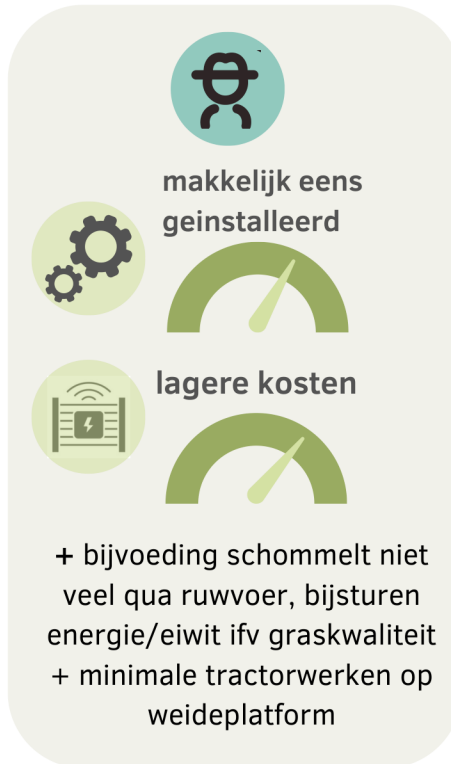 makkelijk eens
geinstalleerd
lagere kosten
+ bijvoeding schommelt niet
veel qua ruwvoer, bijsturen
energie/eiwit ifv graskwaliteit
+ minimale tractorwerken op
weideplatform